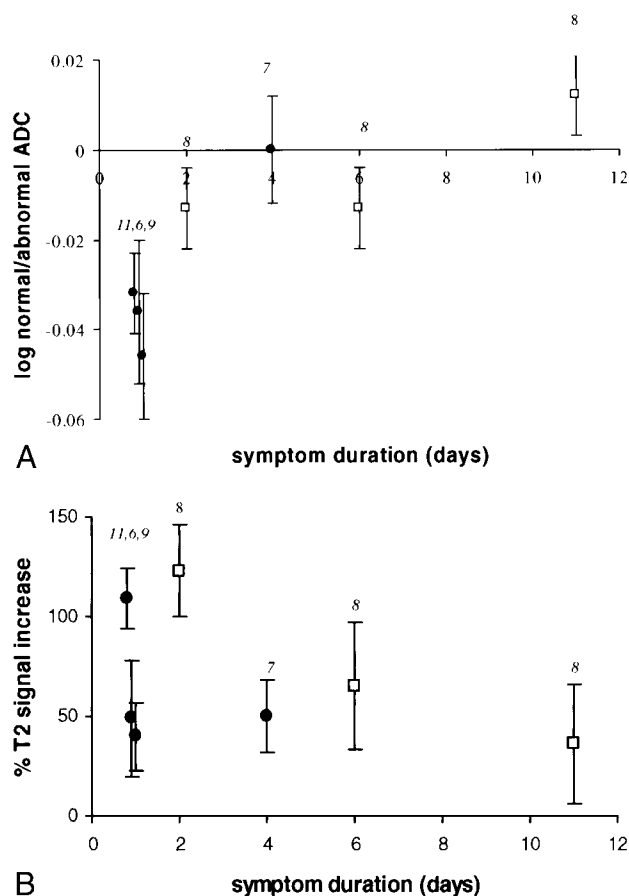 8
0.02
7
8
8
0
0 2 4 6 8 10 12
11,6,9
-0.02
-0.04
-0.06
log normal/abnormal ADC
A
symptom duration (days)
150
8
11,6,9
100
8
7
8
50
0
0 2 4 6 8 10 12
% T2 signal increase
B
symptom duration (days)